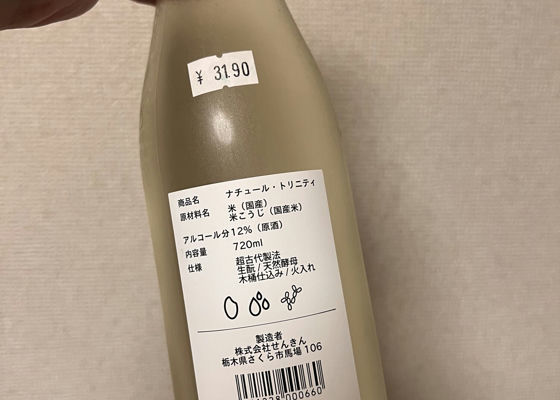 ¥ 3190
商品名 ナチュール・トリニティ
原材料名 米(国産)
米こうじ(国産米)
アルコール分12%(原酒)
内容量 720ml
仕様 超古代製法
生酛/天然酵母
木桶仕込み/火入れ
製造者
株式会社せんきん
栃木県さくら市馬場 106